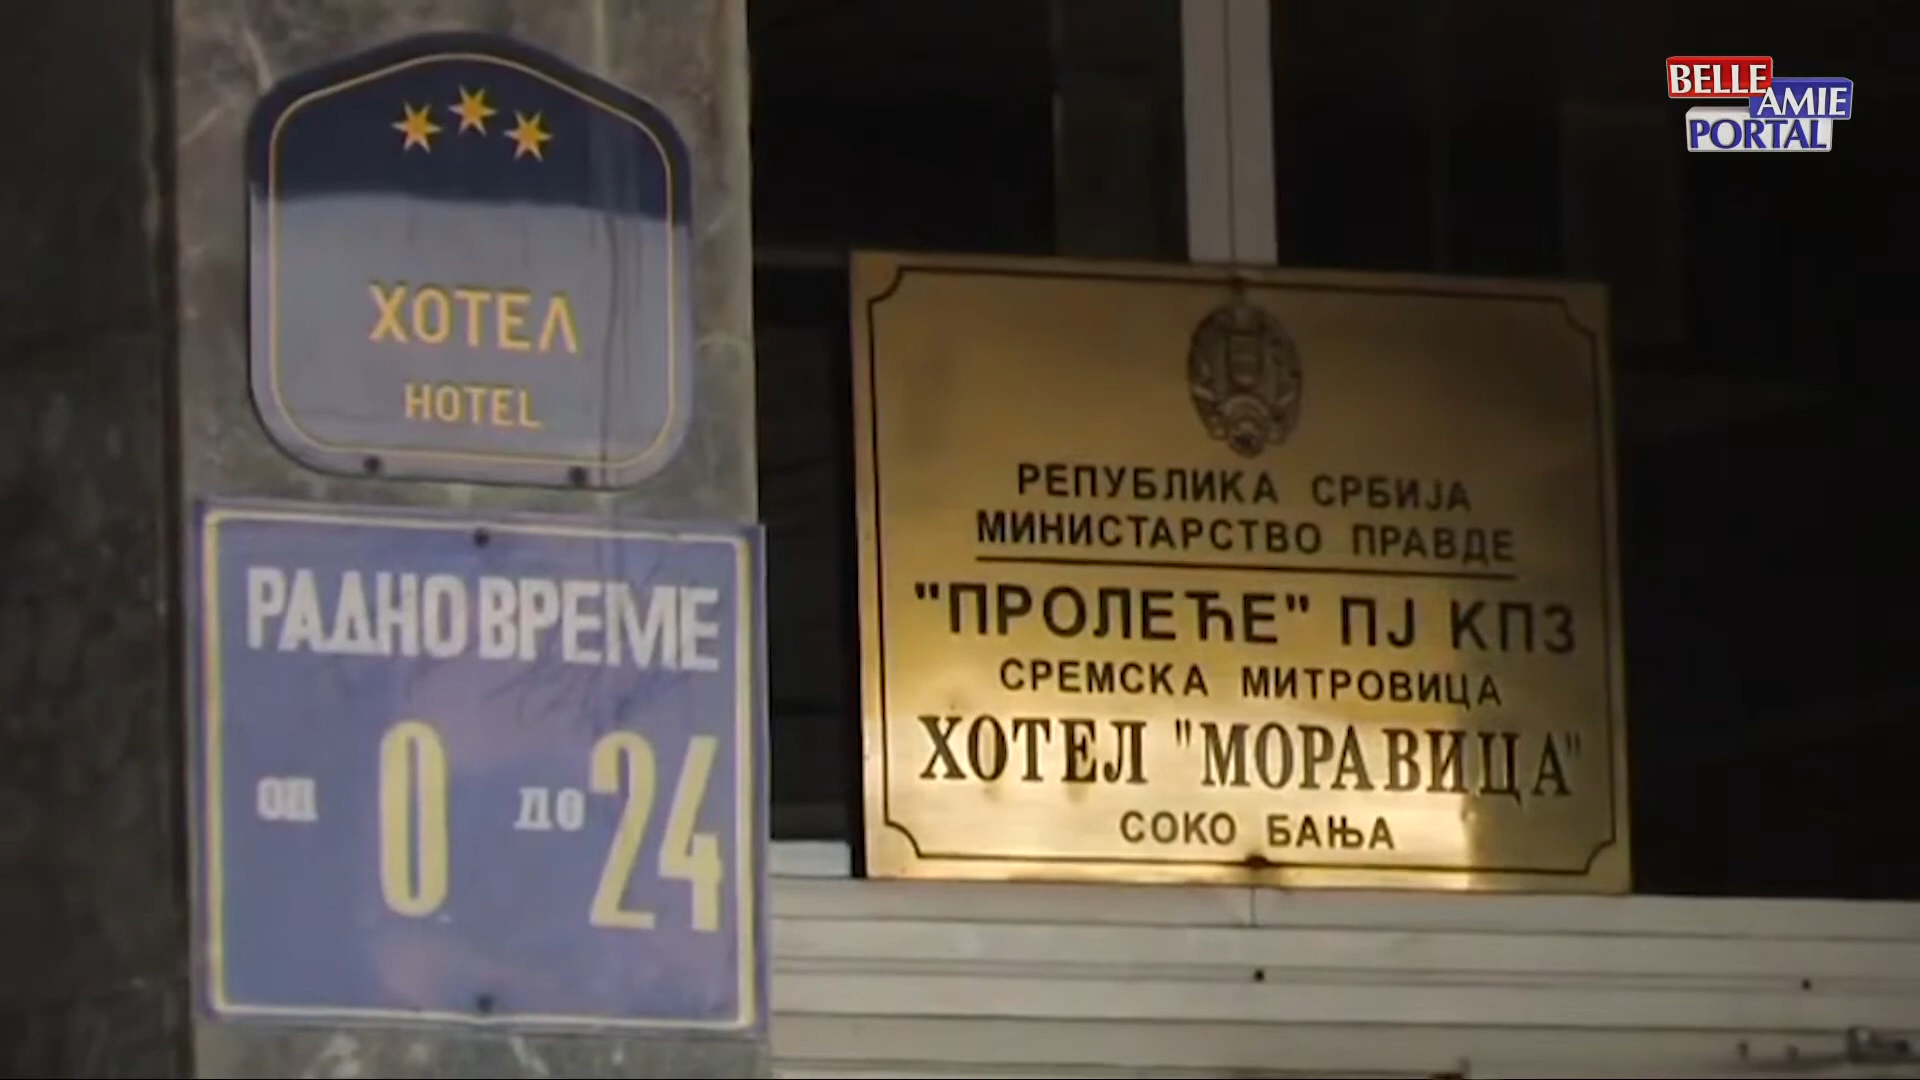 ХОТЕЛ
HOTEL
РАДНО ВРЕМЕ
од 0 до 24
РЕПУБЛИКА СРБИЈА
МИНИСТАРСТВО ПРАВДЕ
"ПРОЛЕЋЕ" ПЈ КПЗ
СРЕМСКА МИТРОВИЦА
ХОТЕЛ "МОРАВИЦА"
СОКО БАЊА
BELLE
AMIE
PORTAL